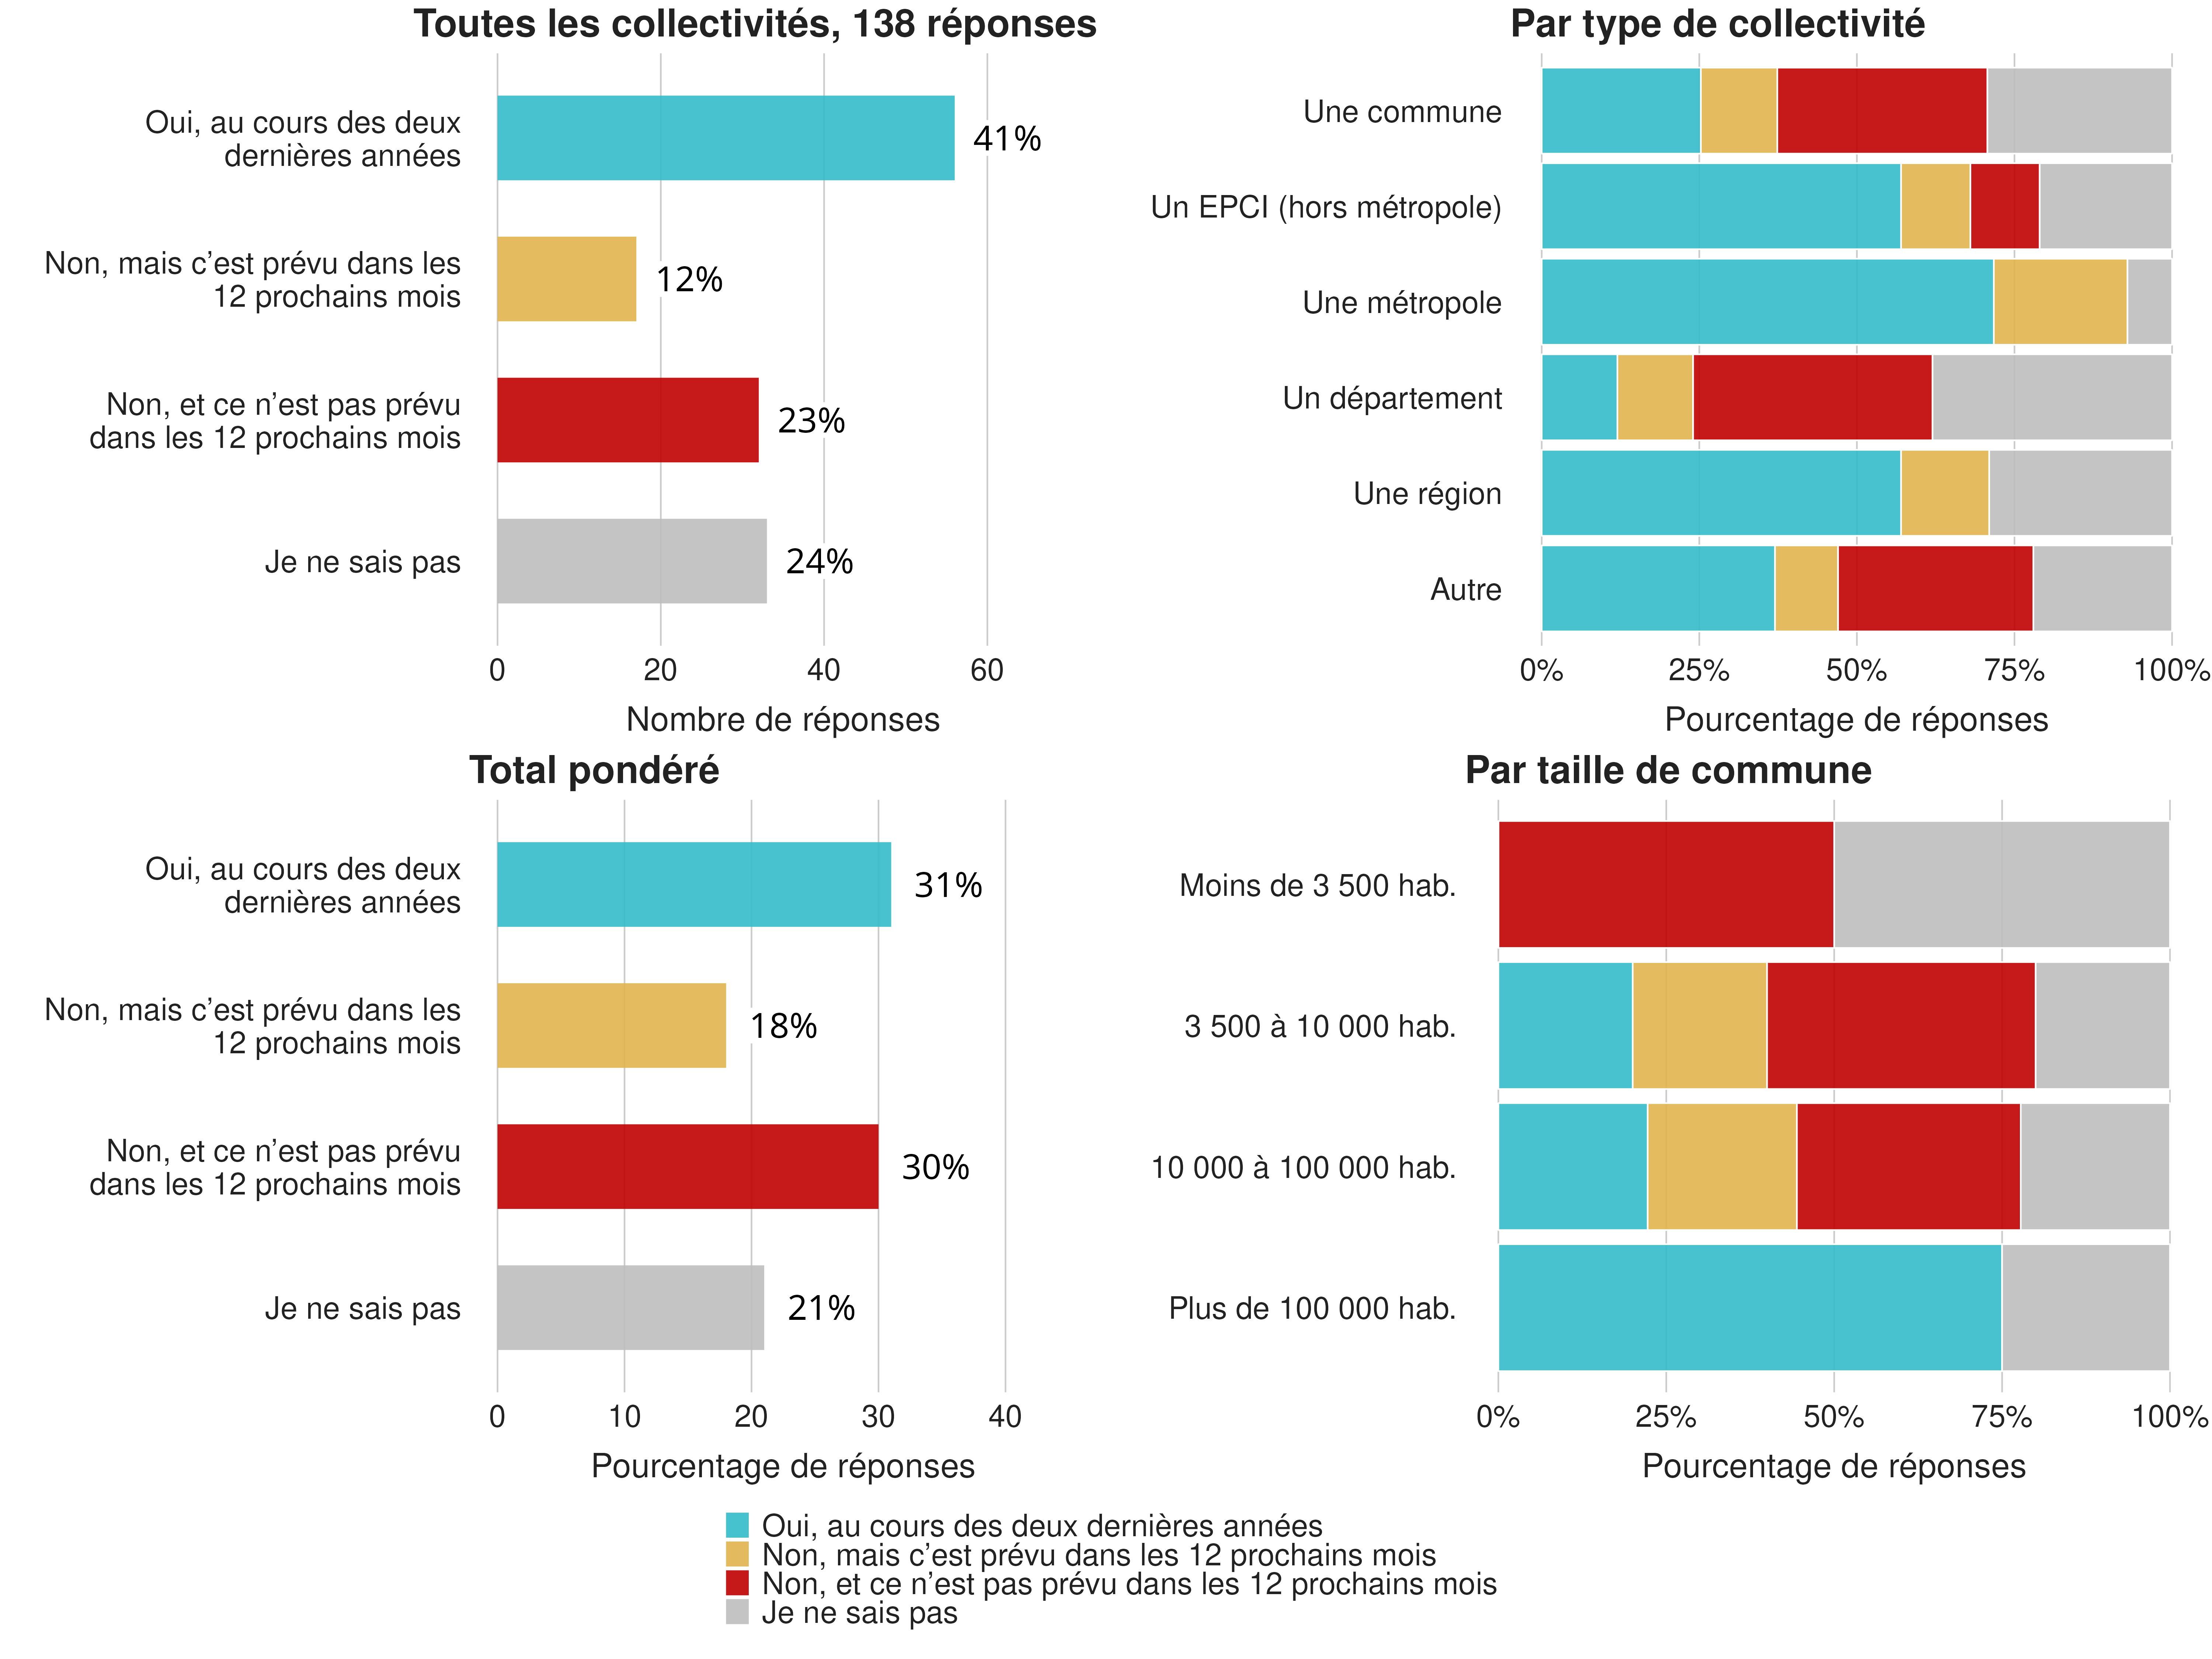 Toutes les collectivités, 138 réponses
Oui, au cours des deux
dernières années
41%
Non, mais c’est prévu dans les
12 prochains mois
12%
Non, et ce n’est pas prévu
dans les 12 prochains mois
23%
Je ne sais pas
24%
0 20 40 60
Nombre de réponses
Par type de collectivité
Une commune
Un EPCI (hors métropole)
Une métropole
Un département
Une région
Autre
0% 25% 50% 75% 100%
Pourcentage de réponses
Total pondéré
Oui, au cours des deux
dernières années
31%
Non, mais c’est prévu dans les
12 prochains mois
18%
Non, et ce n’est pas prévu
dans les 12 prochains mois
30%
Je ne sais pas
21%
0 10 20 30 40
Pourcentage de réponses
Par taille de commune
Moins de 3 500 hab.
3 500 à 10 000 hab.
10 000 à 100 000 hab.
Plus de 100 000 hab.
0% 25% 50% 75% 100%
Pourcentage de réponses
Oui, au cours des deux dernières années
Non, mais c’est prévu dans les 12 prochains mois
Non, et ce n’est pas prévu dans les 12 prochains mois
Je ne sais pas